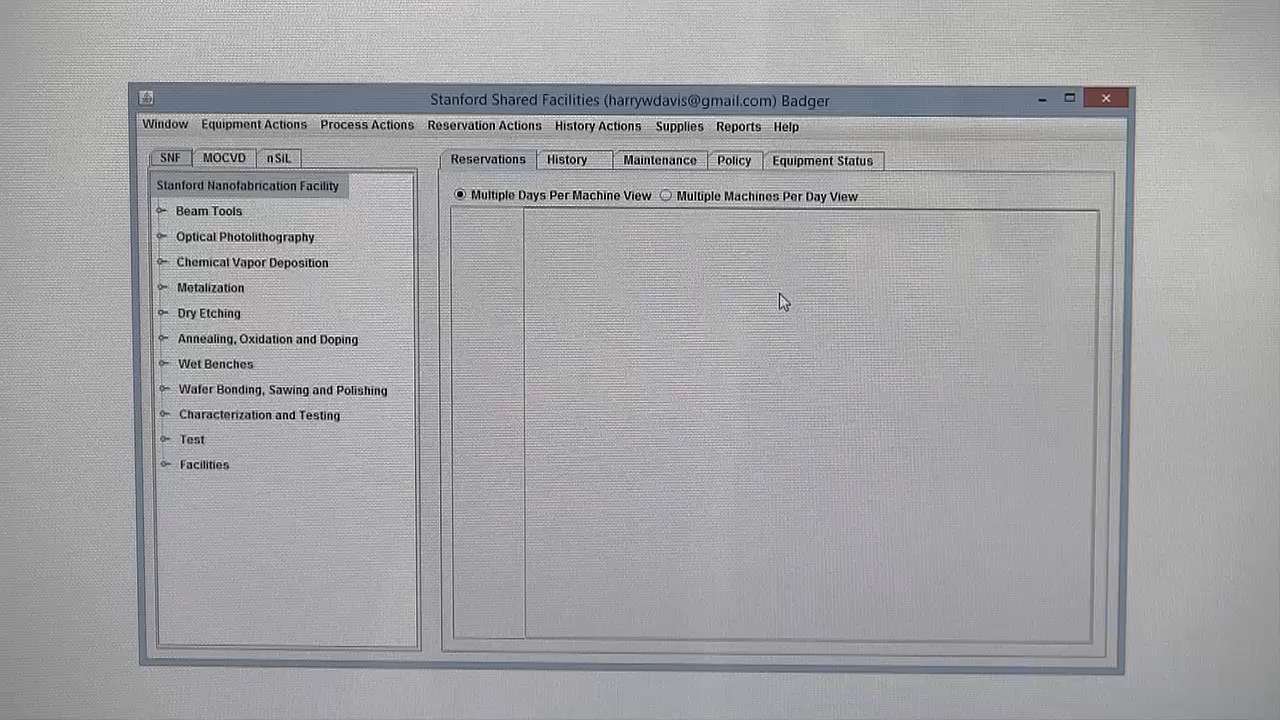 Stanford Shared Facilities (harrywdavis@gmail.com) Badger
Window Equipment Actions Process Actions Reservation Actions History Actions Supplies Reports Help
SNF MOCVD nSiL
Reservations History Maintenance Policy Equipment Status
Stanford Nanofabrication Facility
Multiple Days Per Machine View Multiple Machines Per Day View
Beam Tools
Optical Photolithography
Chemical Vapor Deposition
Metalization
Dry Etching
Annealing, Oxidation and Doping
Wet Benches
Wafer Bonding, Sawing and Polishing
Characterization and Testing
Test
Facilities